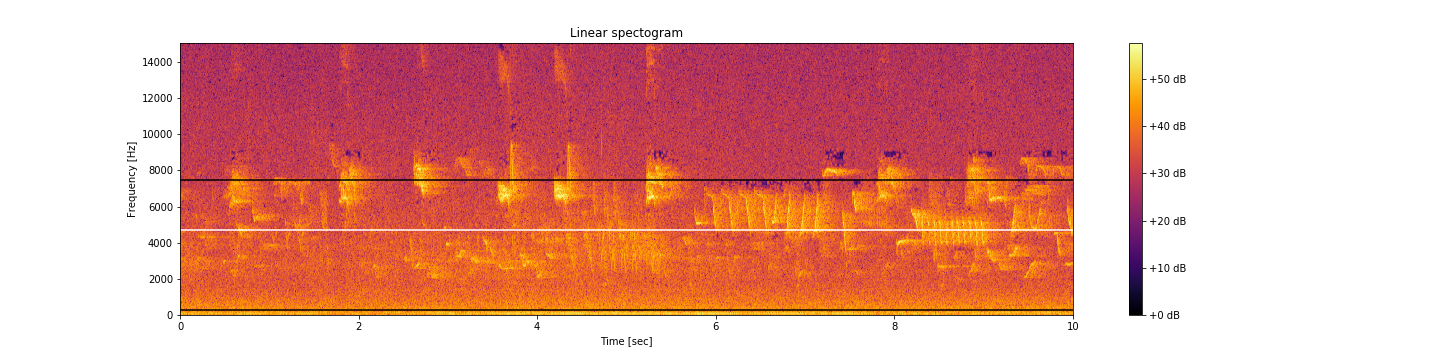 Linear spectogram
14000
12000
10000
8000
6000
4000
2000
0
Frequency [Hz]
0 2 4 6 8 10
Time [sec]
+50 dB
+40 dB
+30 dB
+20 dB
+10 dB
+0 dB